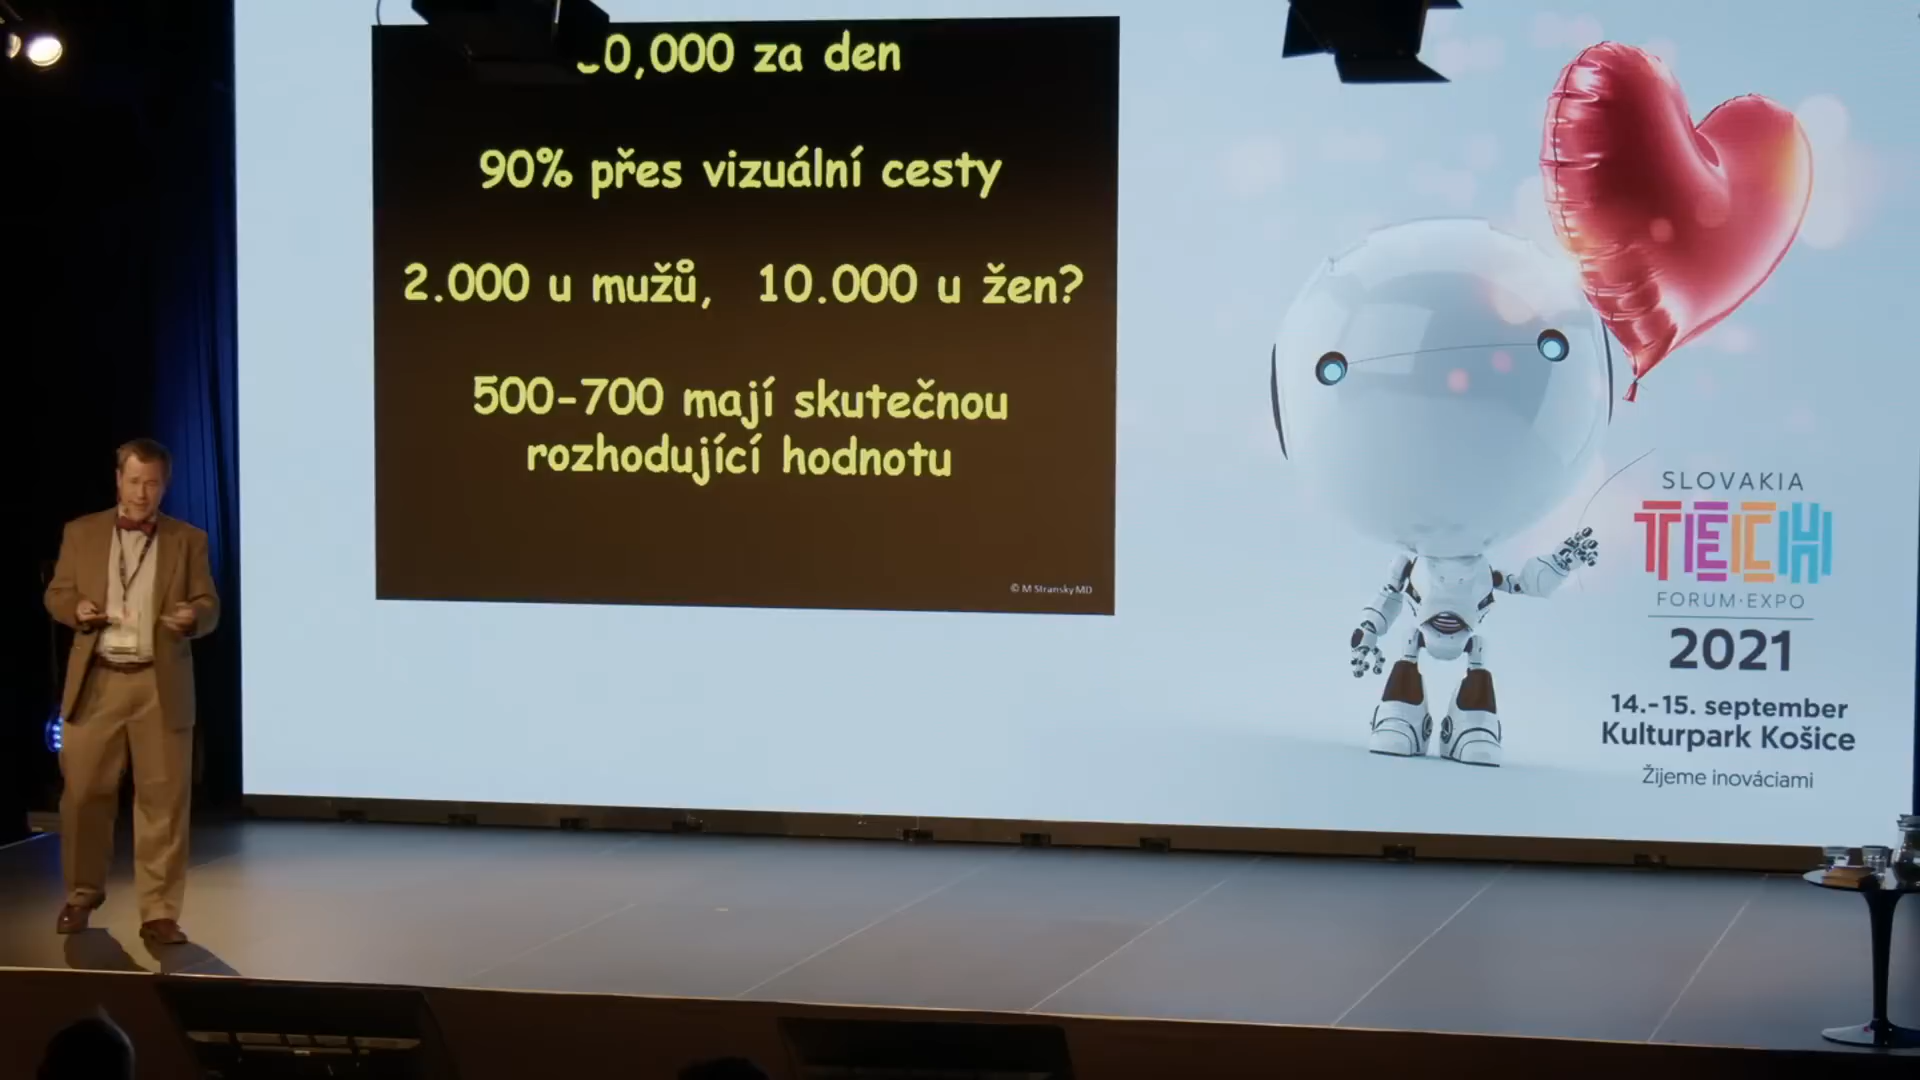 0,000 za den
90% přes vizuální cesty
2.000 u mužů, 10.000 u žen?
500-700 mají skutečnou
rozhodující hodnotu
© M Stransky MD
SLOVAKIA
TECH
FORUM·EXPO
2021
14.-15. september
Kulturpark Košice
Žijeme inováciami